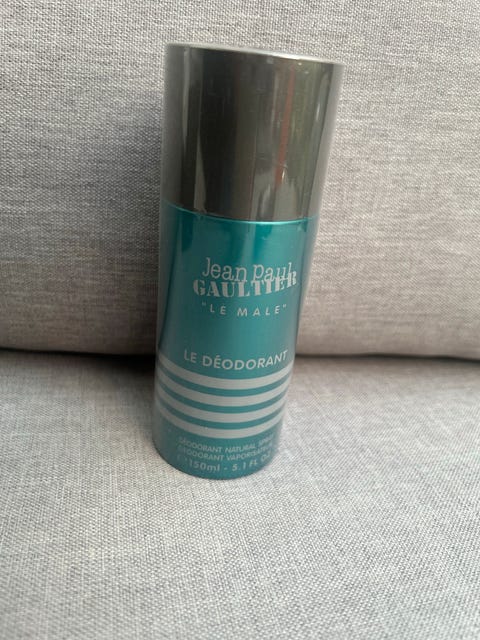 Jean Paul
GAULTIER
"LE MALE"
LE DÉODORANT
DÉODORANT NATURAL SPRAY
DÉODORANT VAPORISATEUR
150ml - 5.1 FL OZ